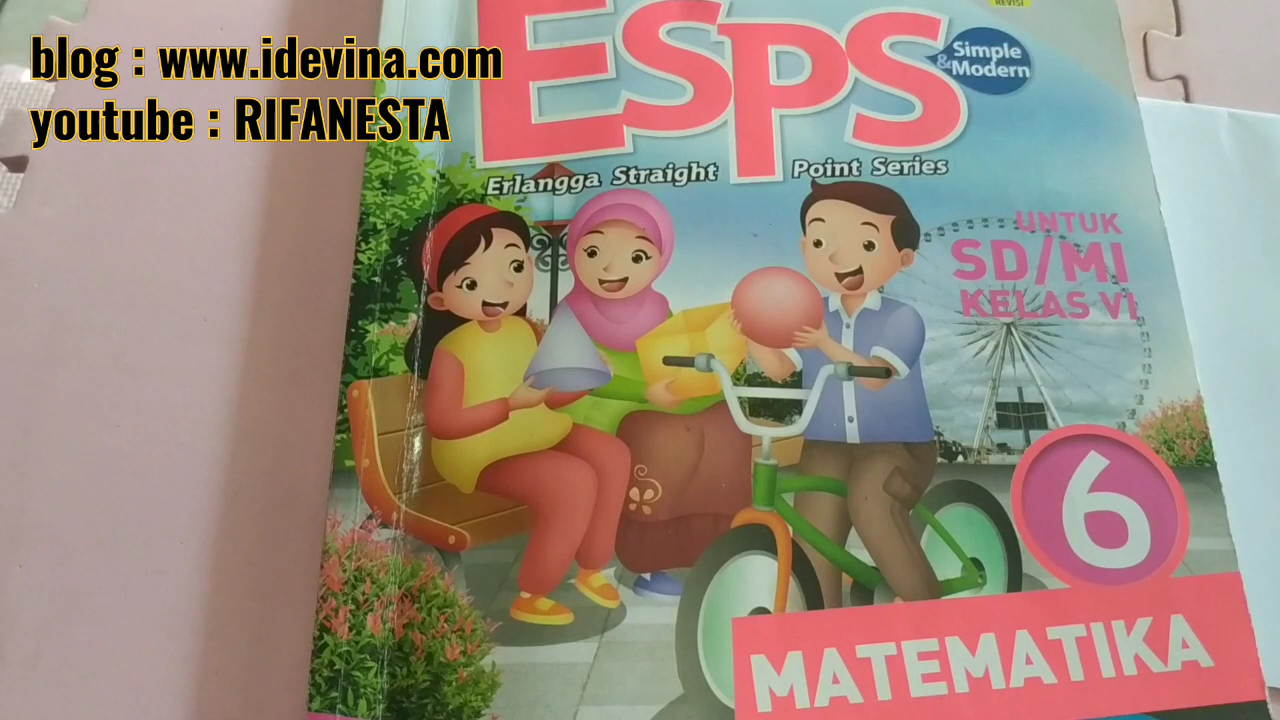 blog : www.idevina.com
youtube : RIFANESTA
REVISI
ESPS
Simple
&Modern
Erlangga Straight Point Series
UNTUK
SD/MI
KELAS VI
6
MATEMATIKA